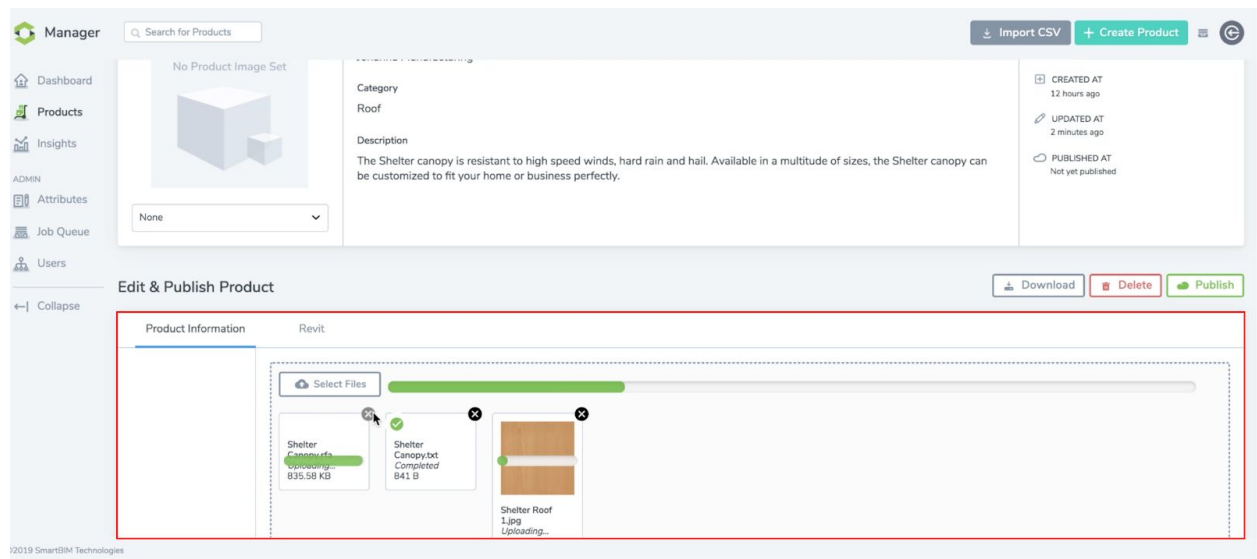 Manager
Search for Products
Import CSV
+ Create Product
Dashboard
Products
Insights
ADMIN
Attributes
Job Queue
Users
Collapse
No Product Image Set
None
Category
Roof
Description
The Shelter canopy is resistant to high speed winds, hard rain and hail. Available in a multitude of sizes, the Shelter canopy can
be customized to fit your home or business perfectly.
CREATED AT
12 hours ago
UPDATED AT
2 minutes ago
PUBLISHED AT
Not yet published
Edit & Publish Product
Download
Delete
Publish
Product Information
Revit
Select Files
Shelter
Canopy.rfa
Uploading...
835.58 KB
Shelter
Canopy.txt
Completed
841 B
Shelter Roof
1.jpg
Uploading...
©2019 SmartBIM Technologies